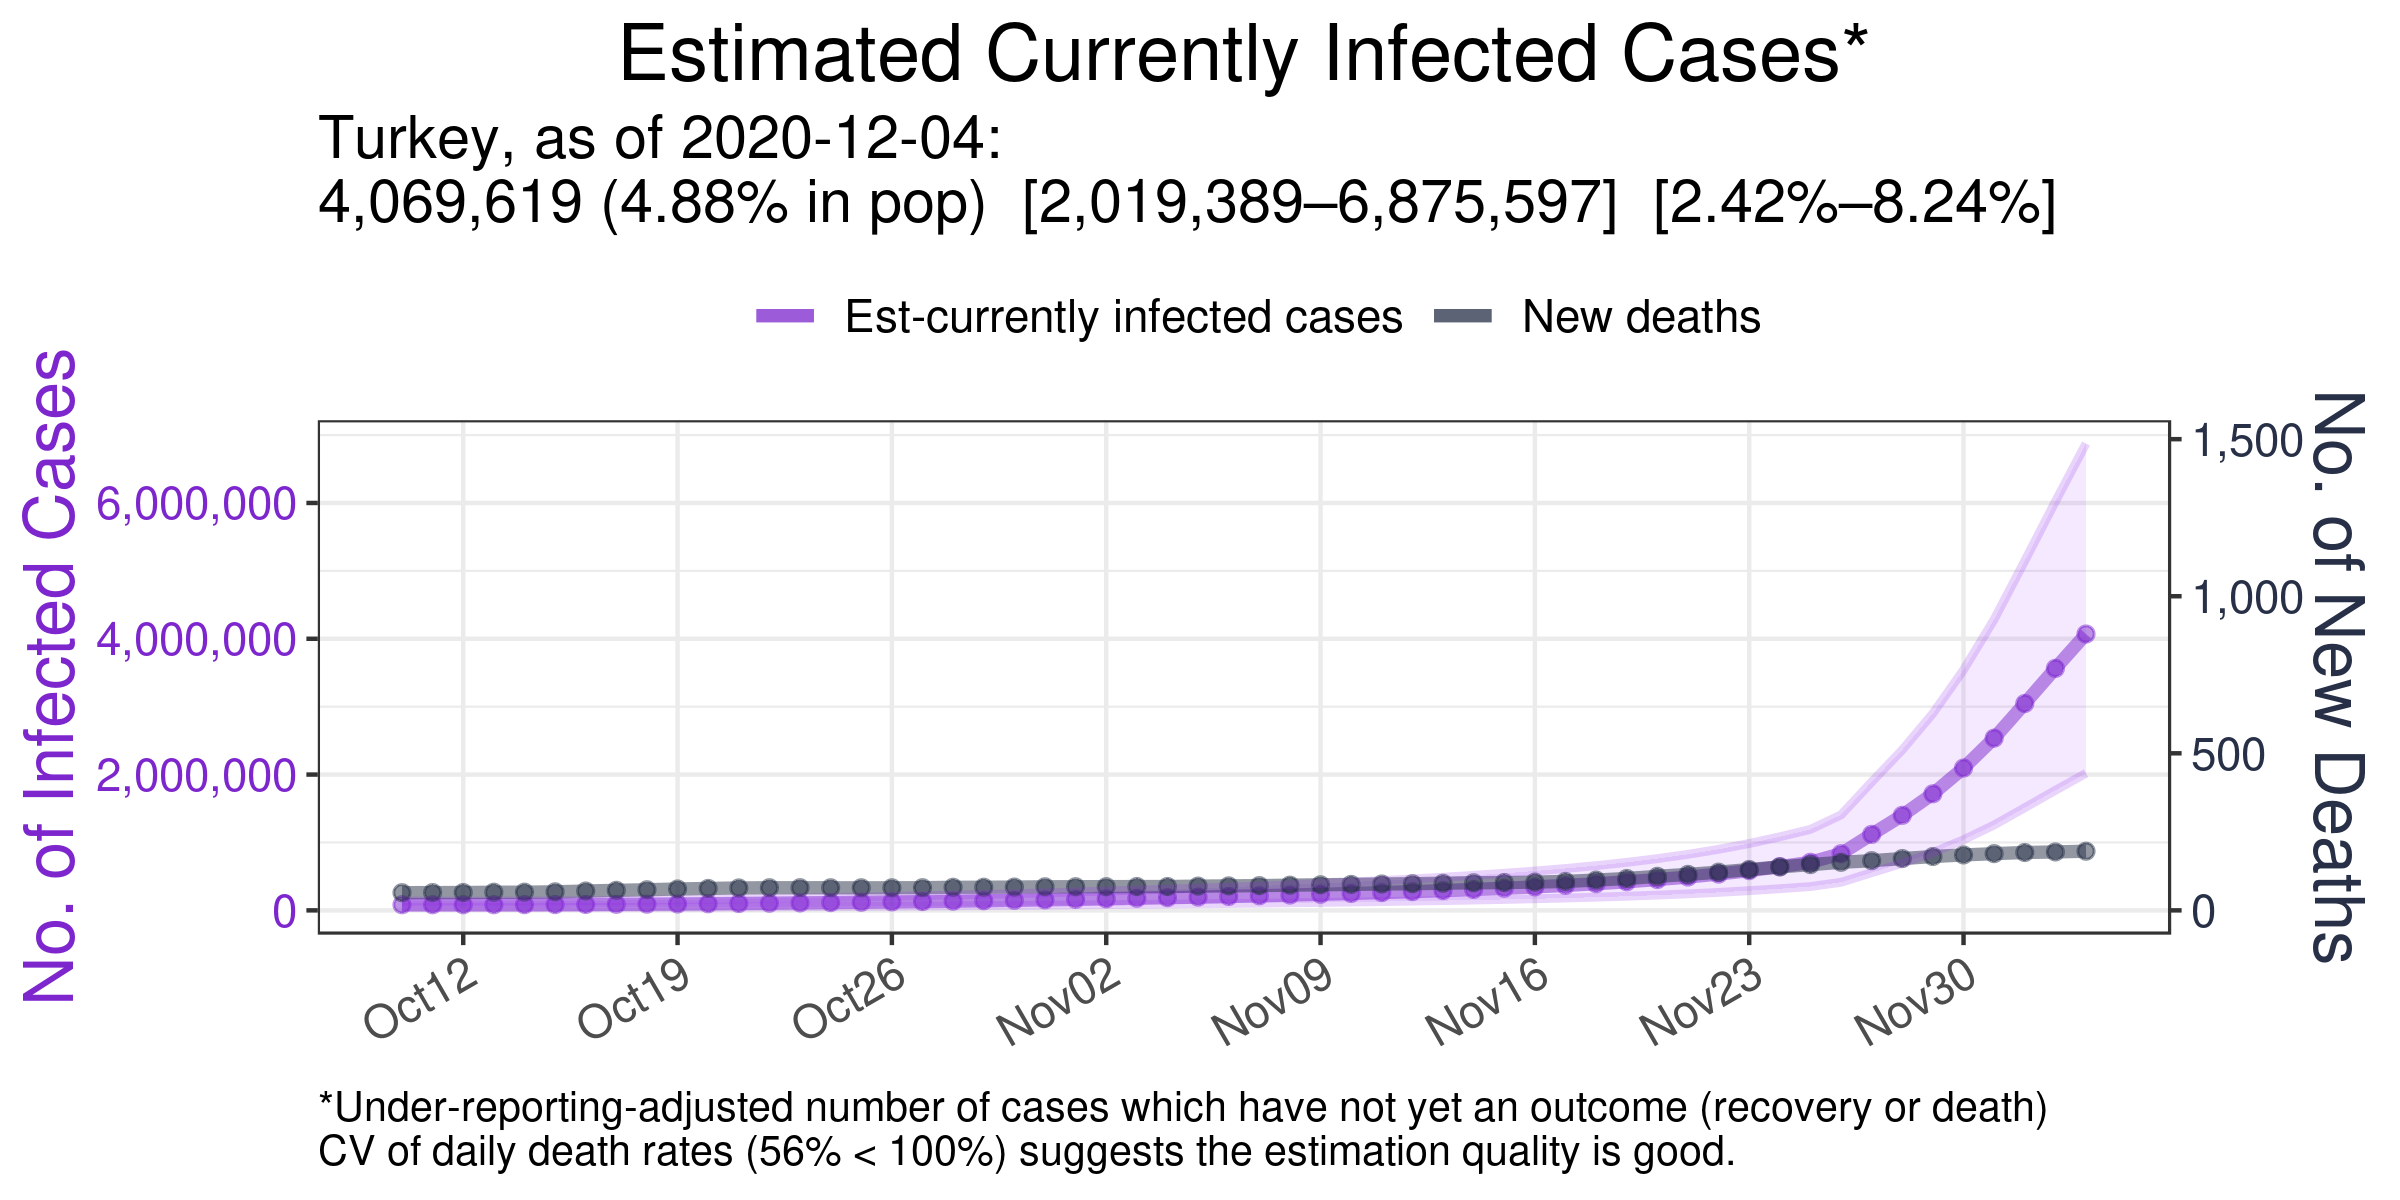 Estimated Currently Infected Cases*
Turkey, as of 2020-12-04:
4,069,619 (4.88% in pop) [2,019,389–6,875,597] [2.42%–8.24%]
Est-currently infected cases
New deaths
No. of Infected Cases
6,000,000
4,000,000
2,000,000
0
1,500
1,000
500
0
No. of New Deaths
Oct12
Oct19
Oct26
Nov02
Nov09
Nov16
Nov23
Nov30
*Under-reporting-adjusted number of cases which have not yet an outcome (recovery or death)
CV of daily death rates (56% < 100%) suggests the estimation quality is good.